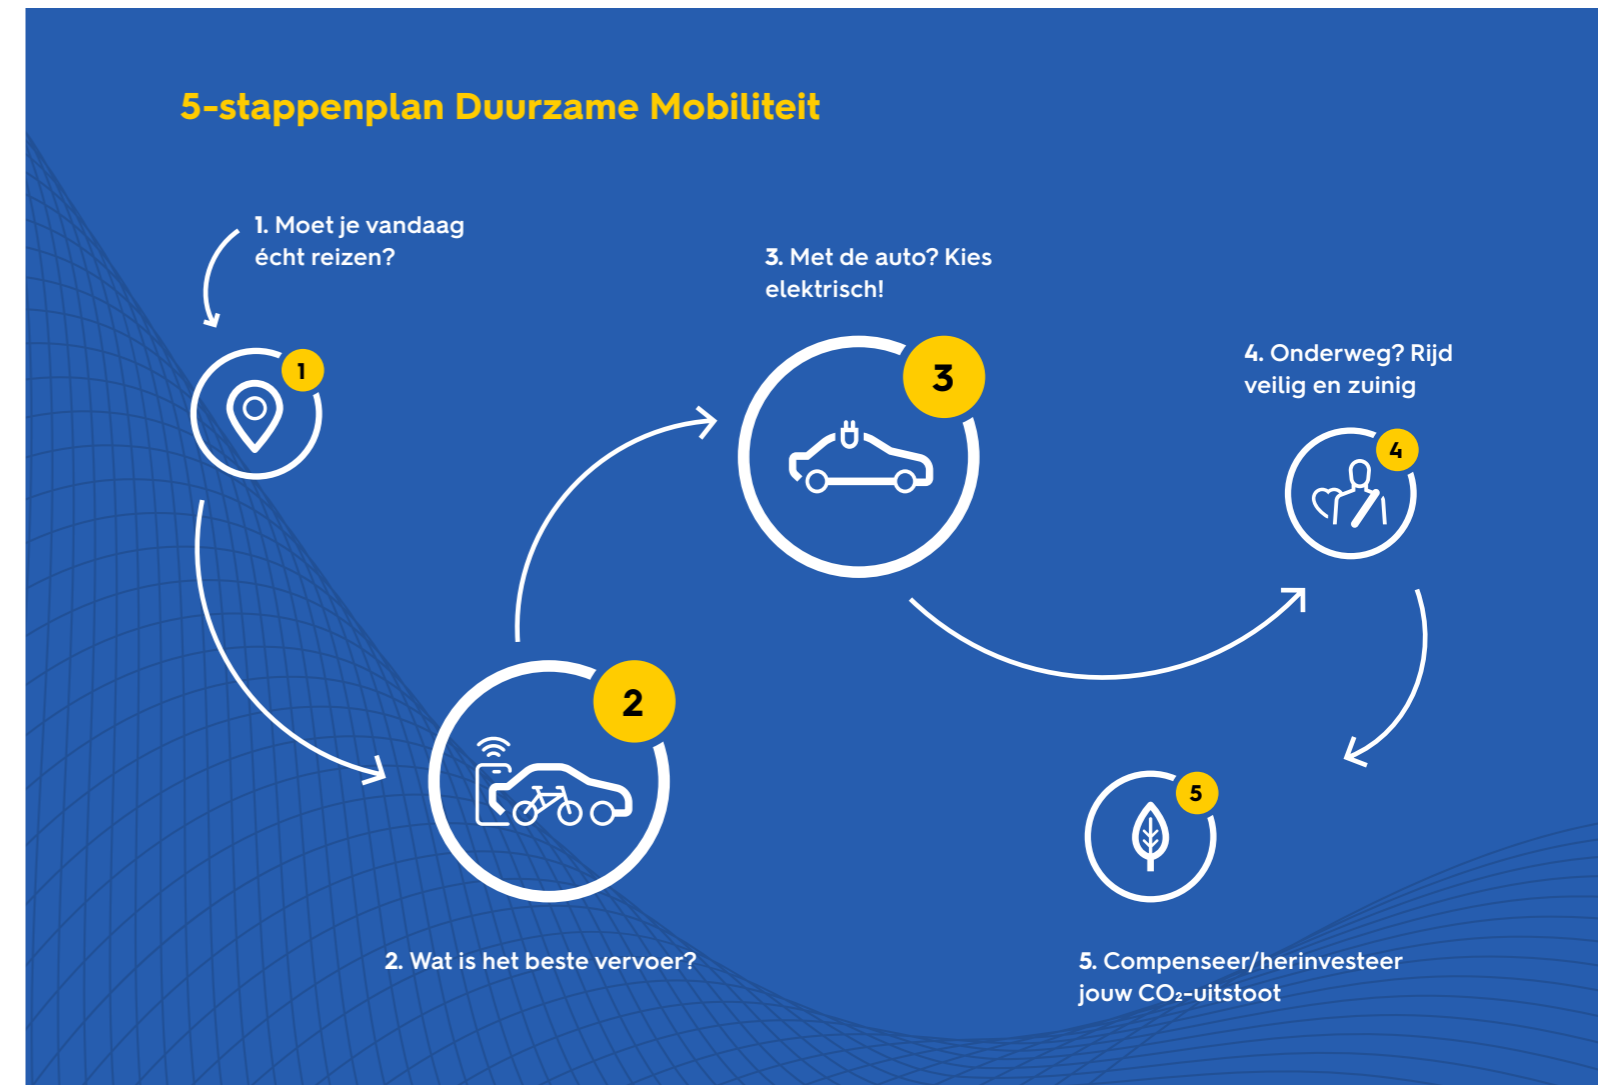 5-stappenplan Duurzame Mobiliteit
1. Moet je vandaag
écht reizen?
1
3. Met de auto? Kies
elektrisch!
3
4. Onderweg? Rijd
veilig en zuinig
4
2
2. Wat is het beste vervoer?
5
5. Compenseer/herinvesteer
jouw CO₂-uitstoot